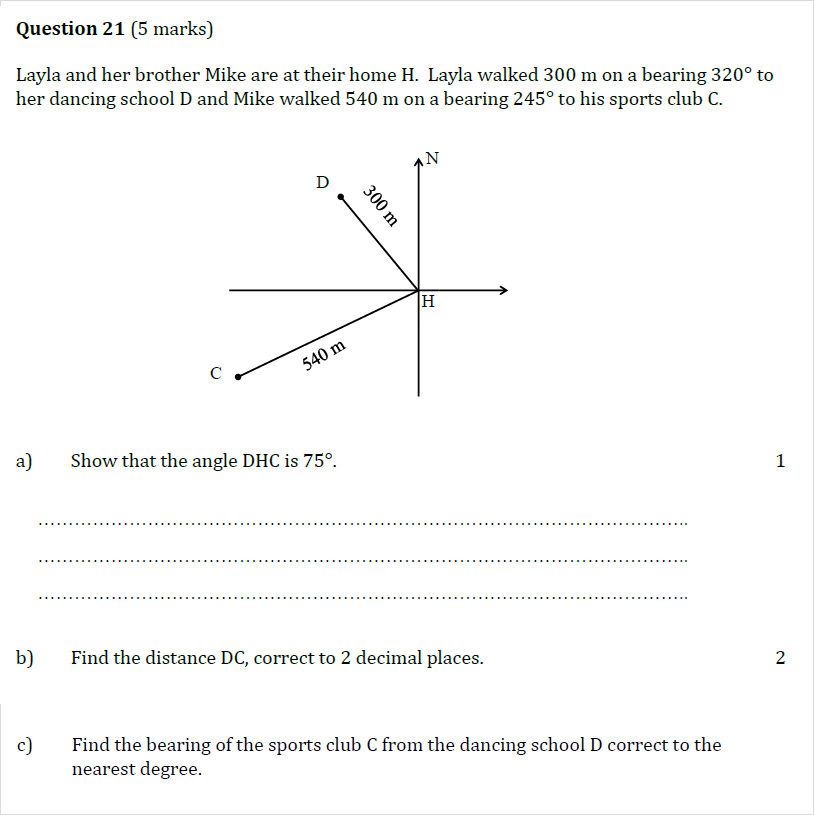 Question 21 (5 marks)
Layla and her brother Mike are at their home H.  Layla walked 300 m on a bearing 320° to
her dancing school D and Mike walked 540 m on a bearing 245° to his sports club C.
N
D
300 m
H
540 m
C
a) Show that the angle DHC is 75°. 1
……………………………………………………………………………………………..
……………………………………………………………………………………………..
……………………………………………………………………………………………..
b) Find the distance DC, correct to 2 decimal places. 2
c) Find the bearing of the sports club C from the dancing school D correct to the
nearest degree.